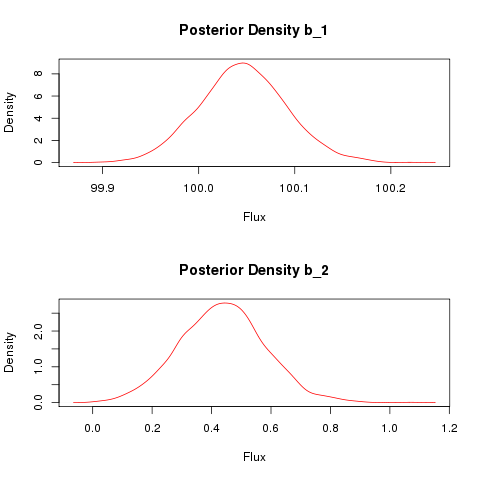 Posterior Density b_1
Density
8
6
4
2
0
99.9 100.0 100.1 100.2
Flux
Posterior Density b_2
Density
2.0
1.0
0.0
0.0 0.2 0.4 0.6 0.8 1.0 1.2
Flux